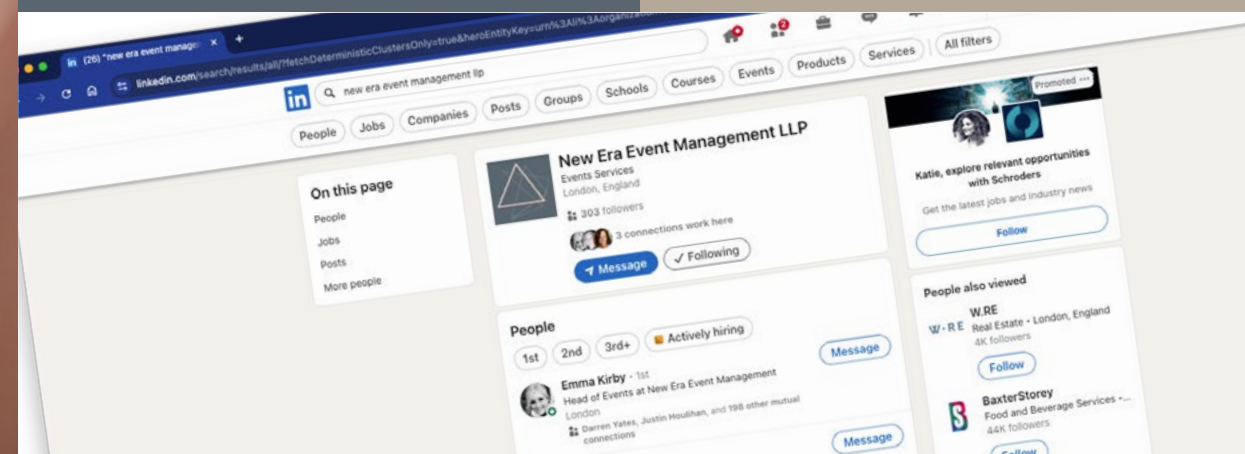 (26) "new era event manage
linkedin.com/search/results/all/?fetchDeterministicClustersOnly=true&heroEntityKey=urn%3Ali%3Aorganiza
in
new era event management llp
2
People
Jobs
Companies
Posts
Groups
Schools
Courses
Events
Products
Services
All filters
On this page
People
Jobs
Posts
More people
New Era Event Management LLP
Events Services
London, England
303 followers
3 connections work here
Message
Following
People
1st
2nd
3rd+
Actively hiring
Emma Kirby · 1st
Head of Events at New Era Event Management
London
Darren Yates, Justin Houlihan, and 198 other mutual
connections
Message
Message
Promoted
Katie, explore relevant opportunities
with Schroders
Get the latest jobs and industry news
Follow
People also viewed
W·RE
W.RE
Real Estate • London, England
4K followers
Follow
BaxterStorey
Food and Beverage Services •...
44K followers
Follow